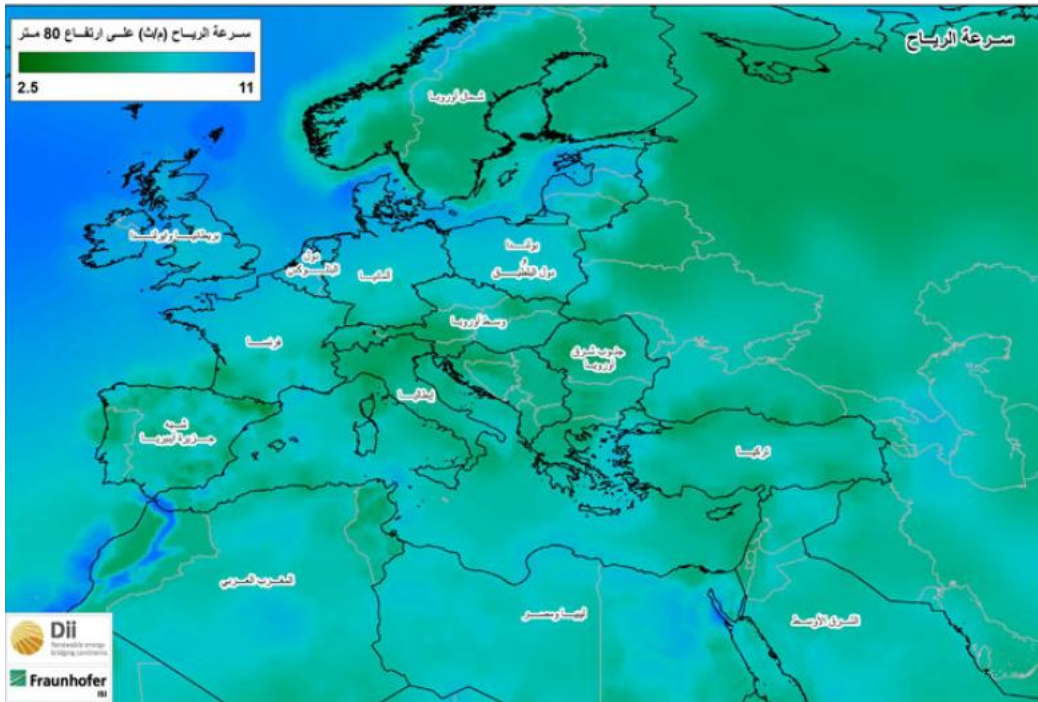 سرعة الرياح (م/ث) على ارتفاع 80 متر
2.5 11
سرعة الرياح
شمال أوروبا
بريطانيا وايرلندا
دول
البنلوكس
ألمانيا
بولندا
و
دول البلطيق
وسط أوروبا
فرنسا
جنوب شرق
أوروبا
إيطاليا
شبه
جزيرة أيبيريا
تركيا
المغرب العربي
ليبيا ومصر
الشرق الأوسط
Dii
Renewable energy
bridging continents
Fraunhofer
ISI